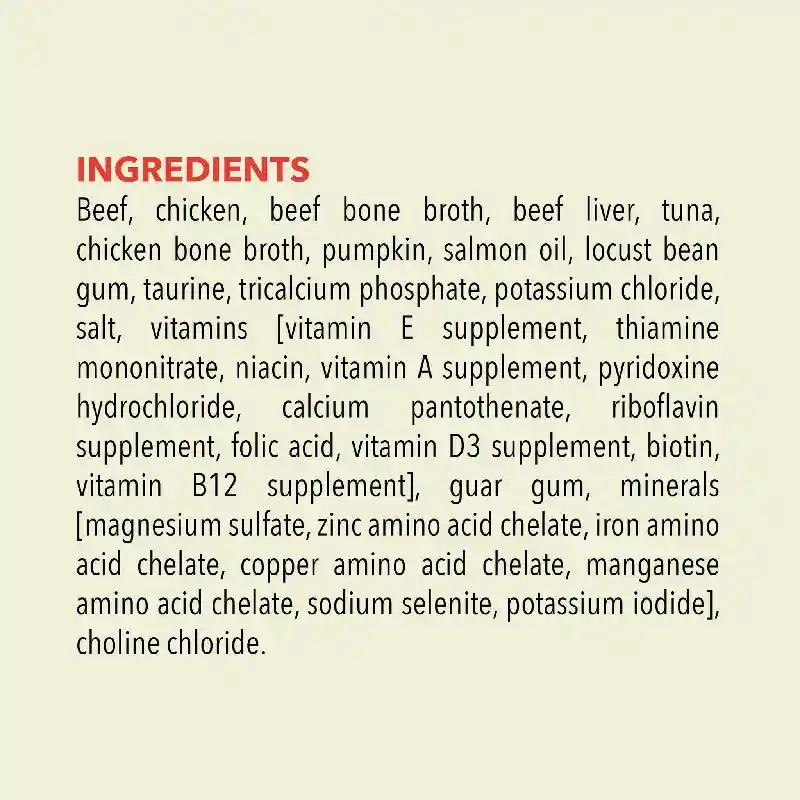 INGREDIENTS
Beef, chicken, beef bone broth, beef liver, tuna,
chicken bone broth, pumpkin, salmon oil, locust bean
gum, taurine, tricalcium phosphate, potassium chloride,
salt, vitamins [vitamin E supplement, thiamine
mononitrate, niacin, vitamin A supplement, pyridoxine
hydrochloride, calcium pantothenate, riboflavin
supplement, folic acid, vitamin D3 supplement, biotin,
vitamin B12 supplement], guar gum, minerals
[magnesium sulfate, zinc amino acid chelate, iron amino
acid chelate, copper amino acid chelate, manganese
amino acid chelate, sodium selenite, potassium iodide],
choline chloride.